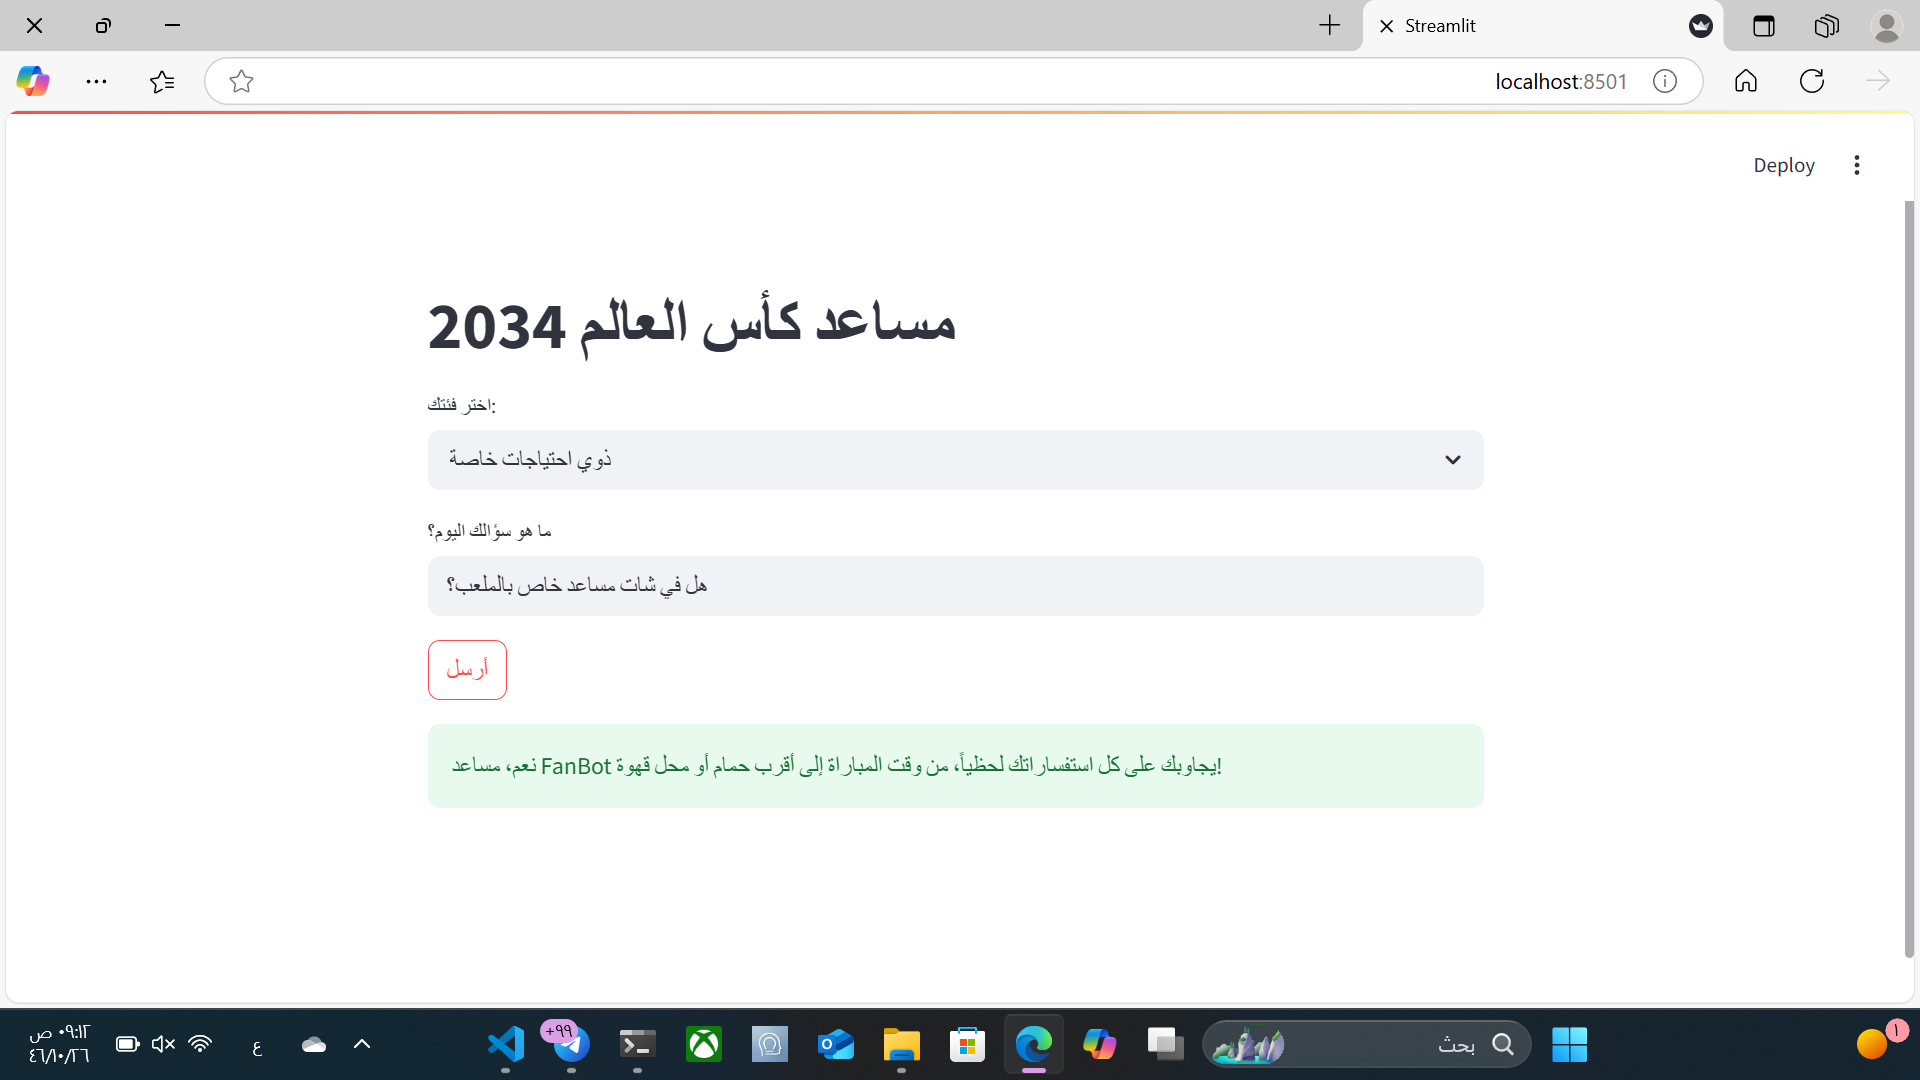 Streamlit
localhost:8501
Deploy
مساعد كأس العالم 2034
اختر فئتك:
ذوي احتياجات خاصة
ما هو سؤالك اليوم؟
هل في شات مساعد خاص بالملعب؟
أرسل
نعم، مساعد FanBot يجاوبك على كل استفساراتك لحظياً، من وقت المباراة إلى أقرب حمام أو محل قهوة!
٠٩:١٢ ص
٤٦/١٠/٢٦
ع
+٩٩
بحث
١